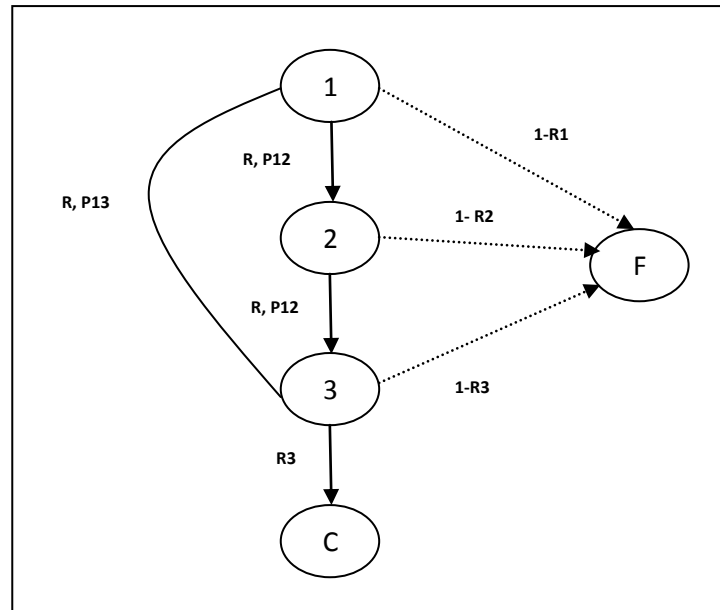 1
1-R1
R, P12
R, P13
1- R2
2
F
R, P12
3
1-R3
R3
C